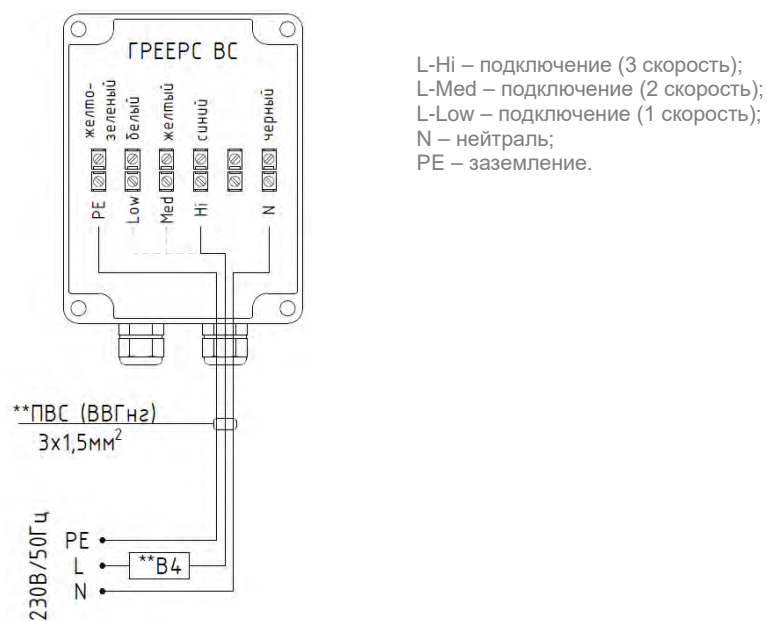 ГРЕЕРС ВС
желто-
зеленый
белый
желтый
синий
черный
PE
Low
Med
Hi
N
L-Hi – подключение (3 скорость);
L-Med – подключение (2 скорость);
L-Low – подключение (1 скорость);
N – нейтраль;
PE – заземление.
**ПВС (ВВГнг)
3х1,5мм²
230В/50Гц
PE
L
**В4
N